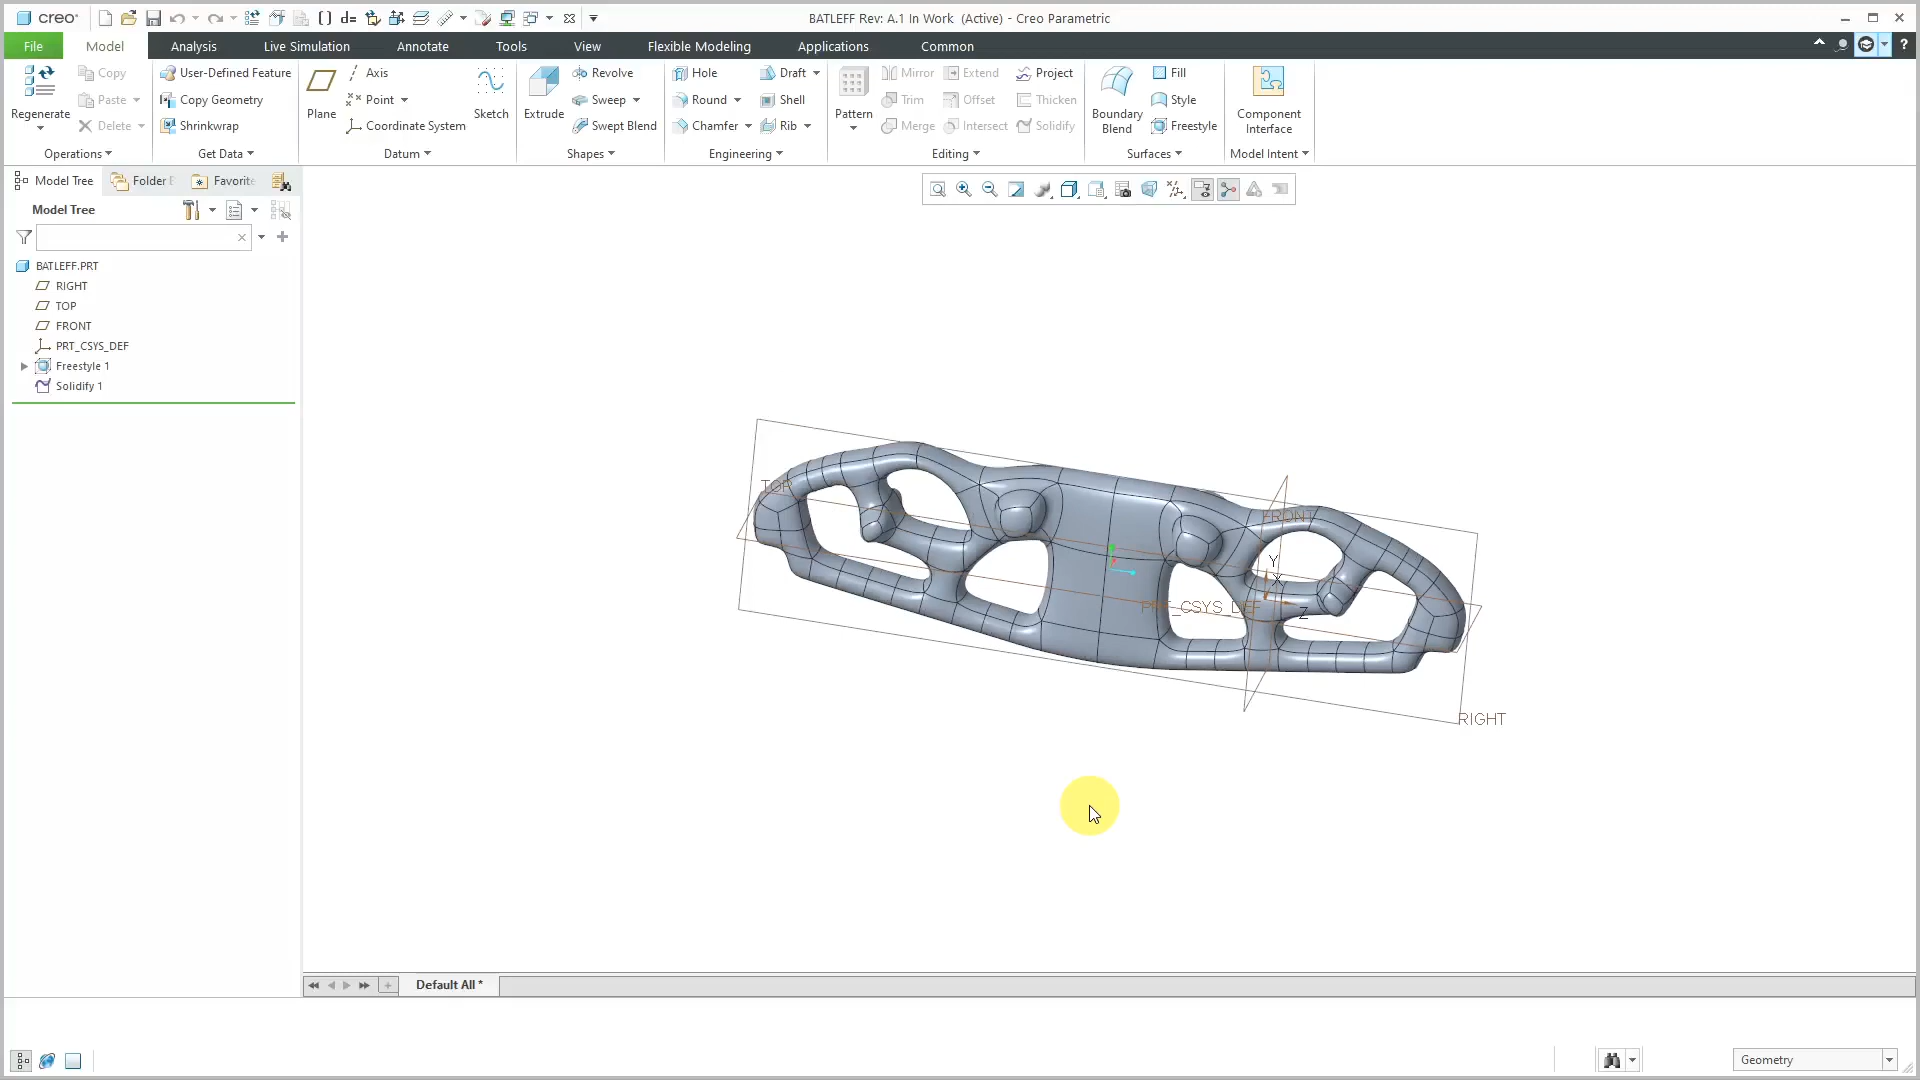 creo
BATLEFF Rev: A.1 In Work (Active) - Creo Parametric
File Model Analysis Live Simulation Annotate Tools View Flexible Modeling Applications Common
Regenerate
Copy
Paste
Delete
Operations
User-Defined Feature
Copy Geometry
Shrinkwrap
Get Data
Plane
Axis
Point
Coordinate System
Sketch
Datum
Extrude
Revolve
Sweep
Swept Blend
Shapes
Hole
Round
Chamfer
Draft
Shell
Rib
Engineering
Pattern
Mirror
Trim
Merge
Extend
Offset
Intersect
Project
Thicken
Solidify
Editing
Boundary
Blend
Fill
Style
Freestyle
Surfaces
Component
Interface
Model Intent
Model Tree Folder Favorite
Model Tree
BATLEFF.PRT
RIGHT
TOP
FRONT
PRT_CSYS_DEF
Freestyle 1
Solidify 1
TOP
FRONT
Y
X
PRT_CSYS_DEF
Z
RIGHT
Default All *
Geometry